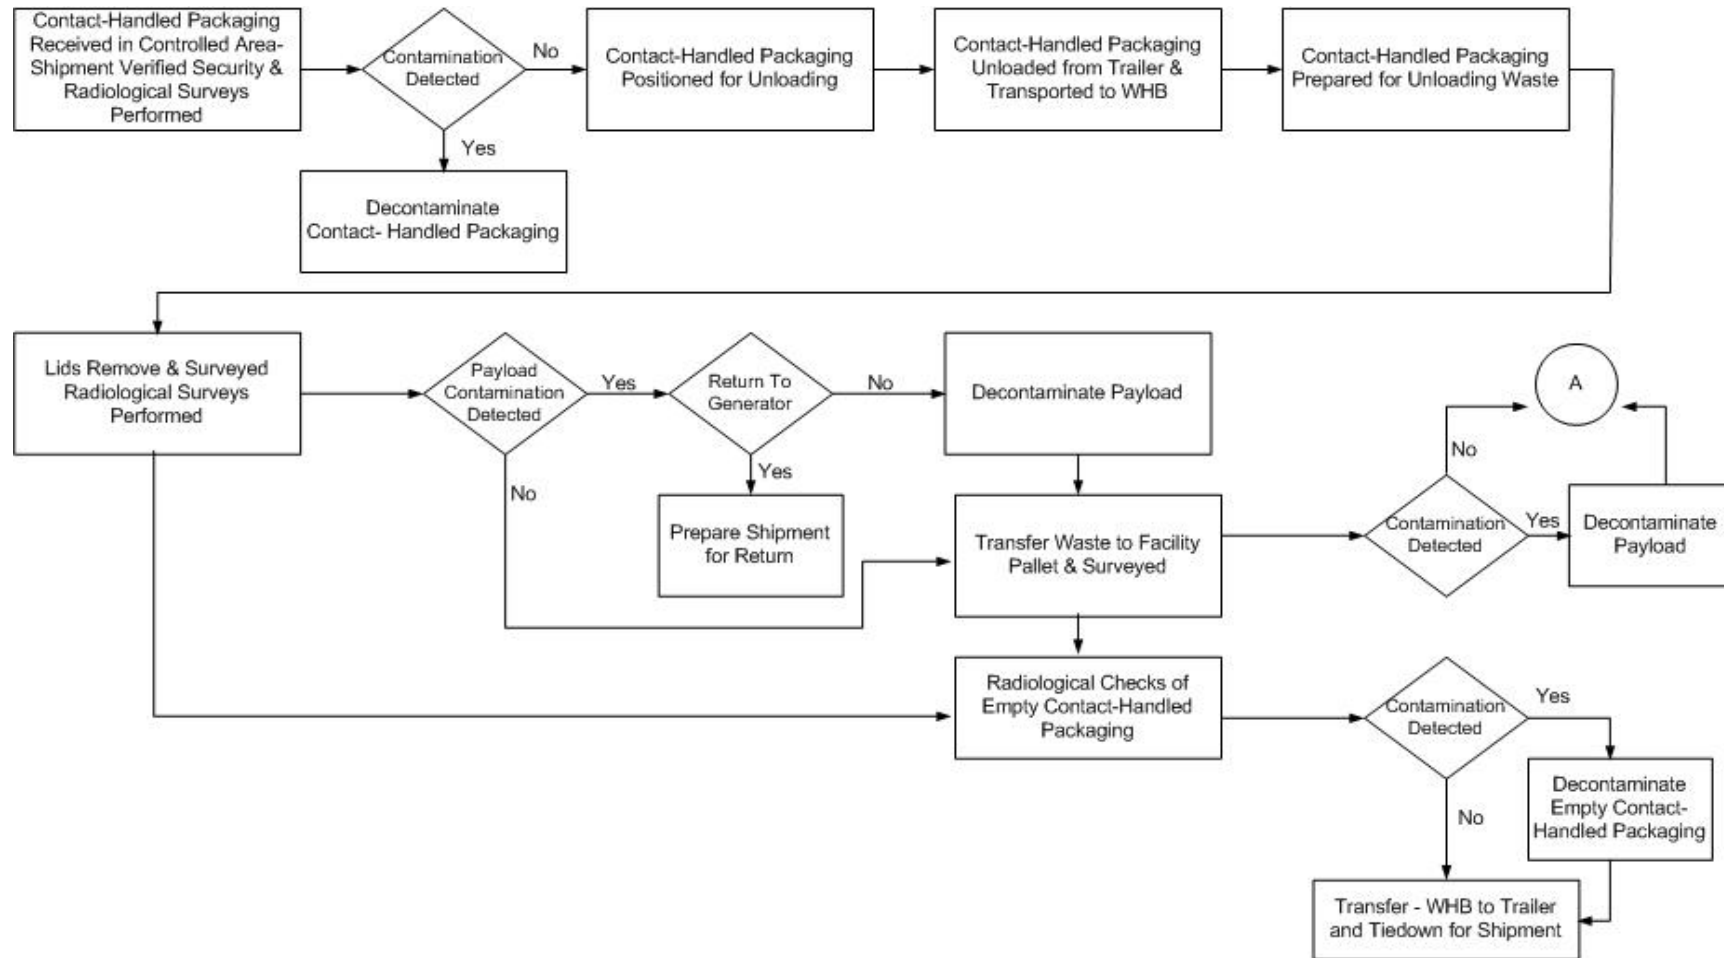 Contact-Handled Packaging
Received in Controlled Area-
Shipment Verified Security &
Radiological Surveys
Performed
Contamination
Detected
No
Yes
Contact-Handled Packaging
Positioned for Unloading
Contact-Handled Packaging
Unloaded from Trailer &
Transported to WHB
Contact-Handled Packaging
Prepared for Unloading Waste
Decontaminate
Contact- Handled Packaging
Lids Remove & Surveyed
Radiological Surveys
Performed
Payload
Contamination
Detected
Yes
No
Return To
Generator
No
Yes
Decontaminate Payload
Prepare Shipment
for Return
Transfer Waste to Facility
Pallet & Surveyed
A
No
Contamination
Detected
Yes
Decontaminate
Payload
Radiological Checks of
Empty Contact-Handled
Packaging
Contamination
Detected
Yes
No
Decontaminate
Empty Contact-
Handled Packaging
Transfer - WHB to Trailer
and Tiedown for Shipment